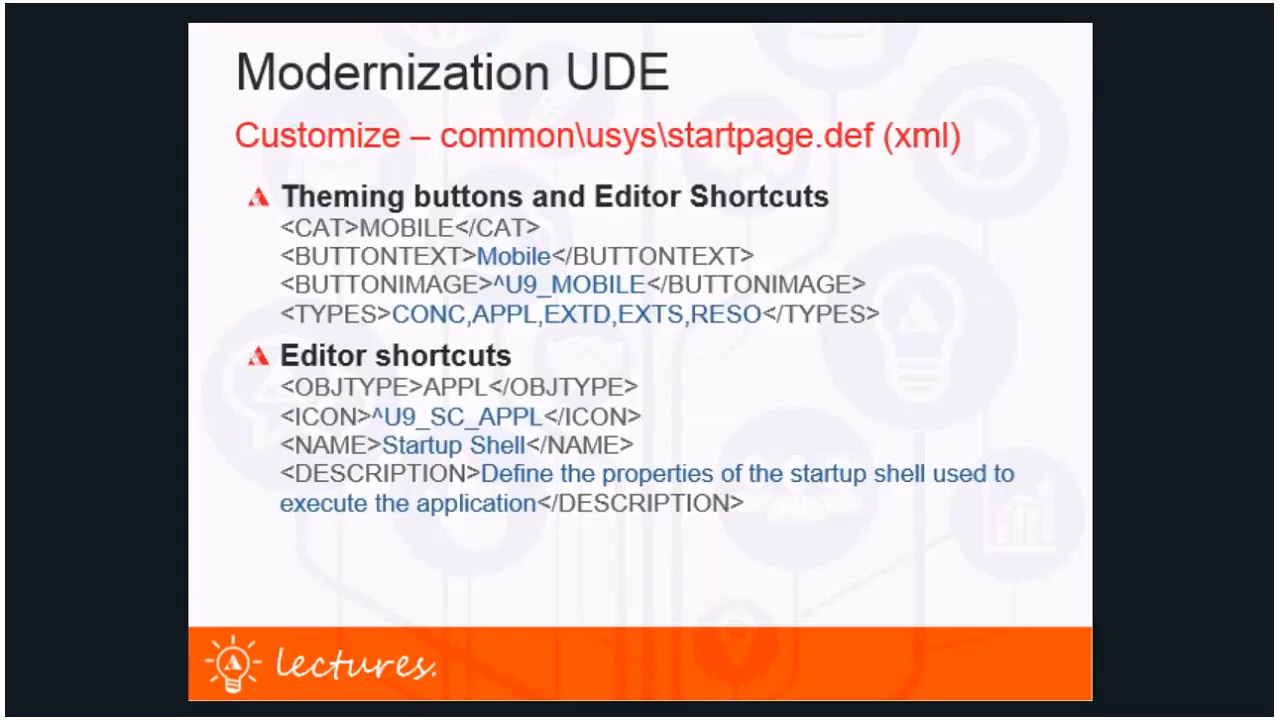 Modernization UDE
Customize – common\usys\startpage.def (xml)
Theming buttons and Editor Shortcuts
<CAT>MOBILE</CAT>
<BUTTONTEXT>Mobile</BUTTONTEXT>
<BUTTONIMAGE>^U9_MOBILE</BUTTONIMAGE>
<TYPES>CONC,APPL,EXTD,EXTS,RESO</TYPES>
Editor shortcuts
<OBJTYPE>APPL</OBJTYPE>
<ICON>^U9_SC_APPL</ICON>
<NAME>Startup Shell</NAME>
<DESCRIPTION>Define the properties of the startup shell used to
execute the application</DESCRIPTION>
lectures.